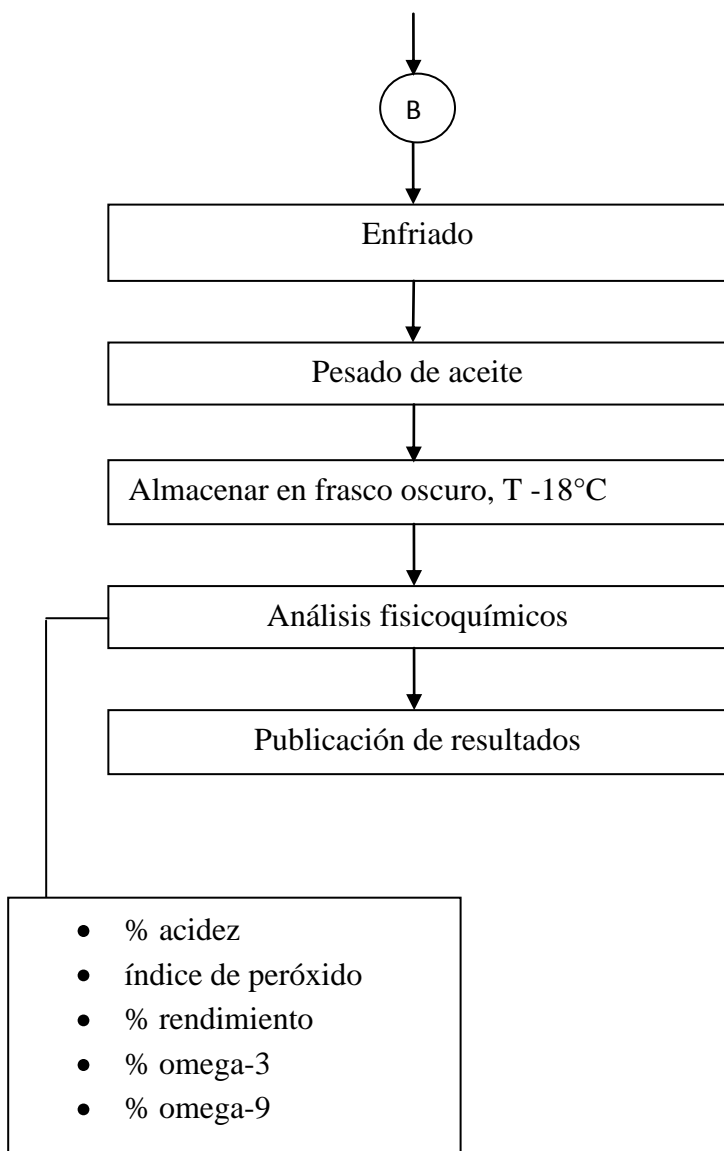 B
Enfriado
Pesado de aceite
Almacenar en frasco oscuro, T -18°C
Análisis fisicoquímicos
Publicación de resultados
• % acidez
• índice de peróxido
• % rendimiento
• % omega-3
• % omega-9